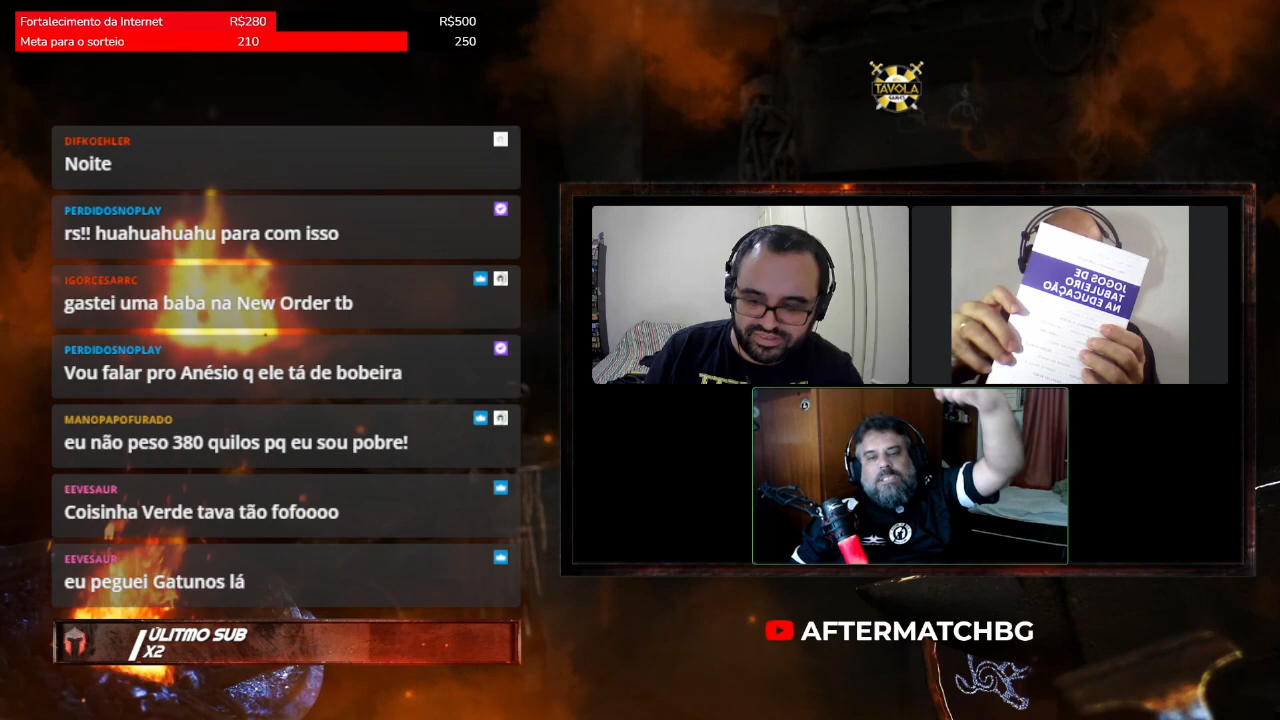 Fortalecimento da Internet R$280 R$500
Meta para o sorteio 210 250
TAVOLA
GAMES
DIFKOEHLER
Noite
PERDIDOSNOPLAY
rs!! huahuahuahu para com isso
IGORCESARRC
gastei uma baba na New Order tb
PERDIDOSNOPLAY
Vou falar pro Anésio q ele tá de bobeira
MANOPAPOFURADO
eu não peso 380 quilos pq eu sou pobre!
EEVESAUR
Coisinha Verde tava tão fofoooo
EEVESAUR
eu peguei Gatunos lá
ÚLITMO SUB
X2
JOGOS DE
TABULEIRO
NA EDUCAÇÃO
AFTERMATCHBG